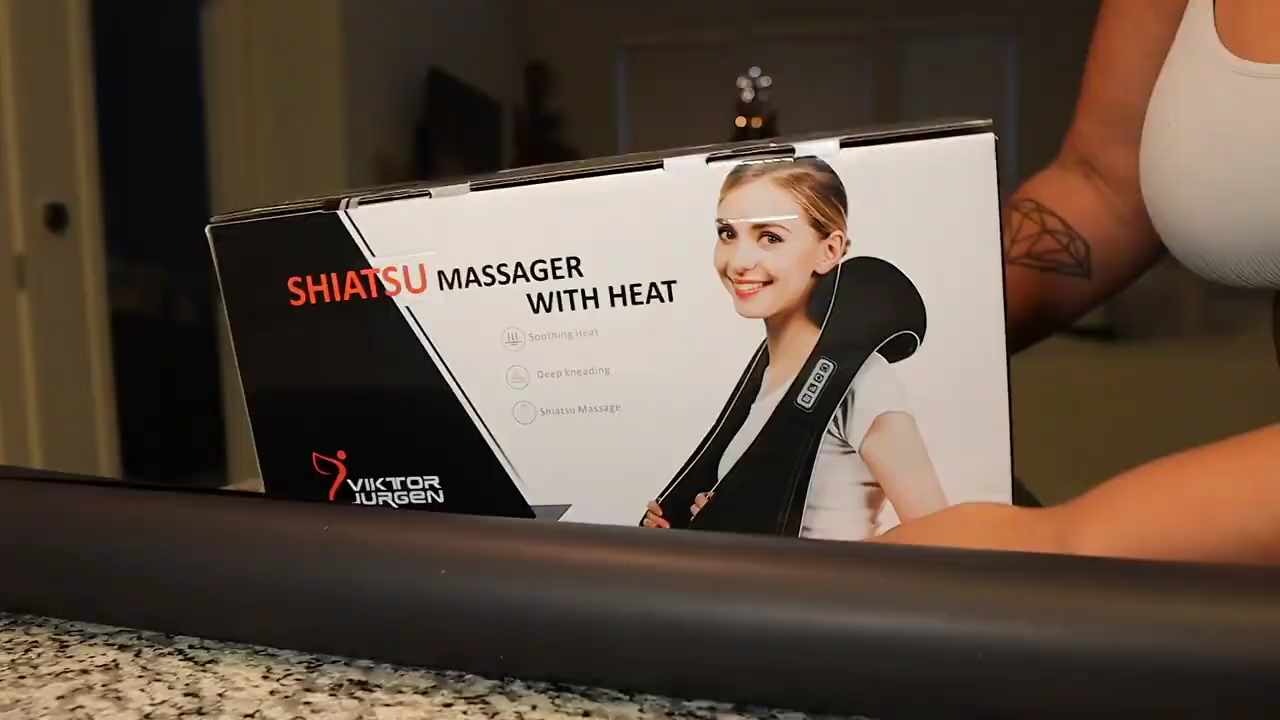 SHIATSU MASSAGER
WITH HEAT
Soothing Heat
Deep kneading
Shiatsu Massage
VIKTOR
JURGEN